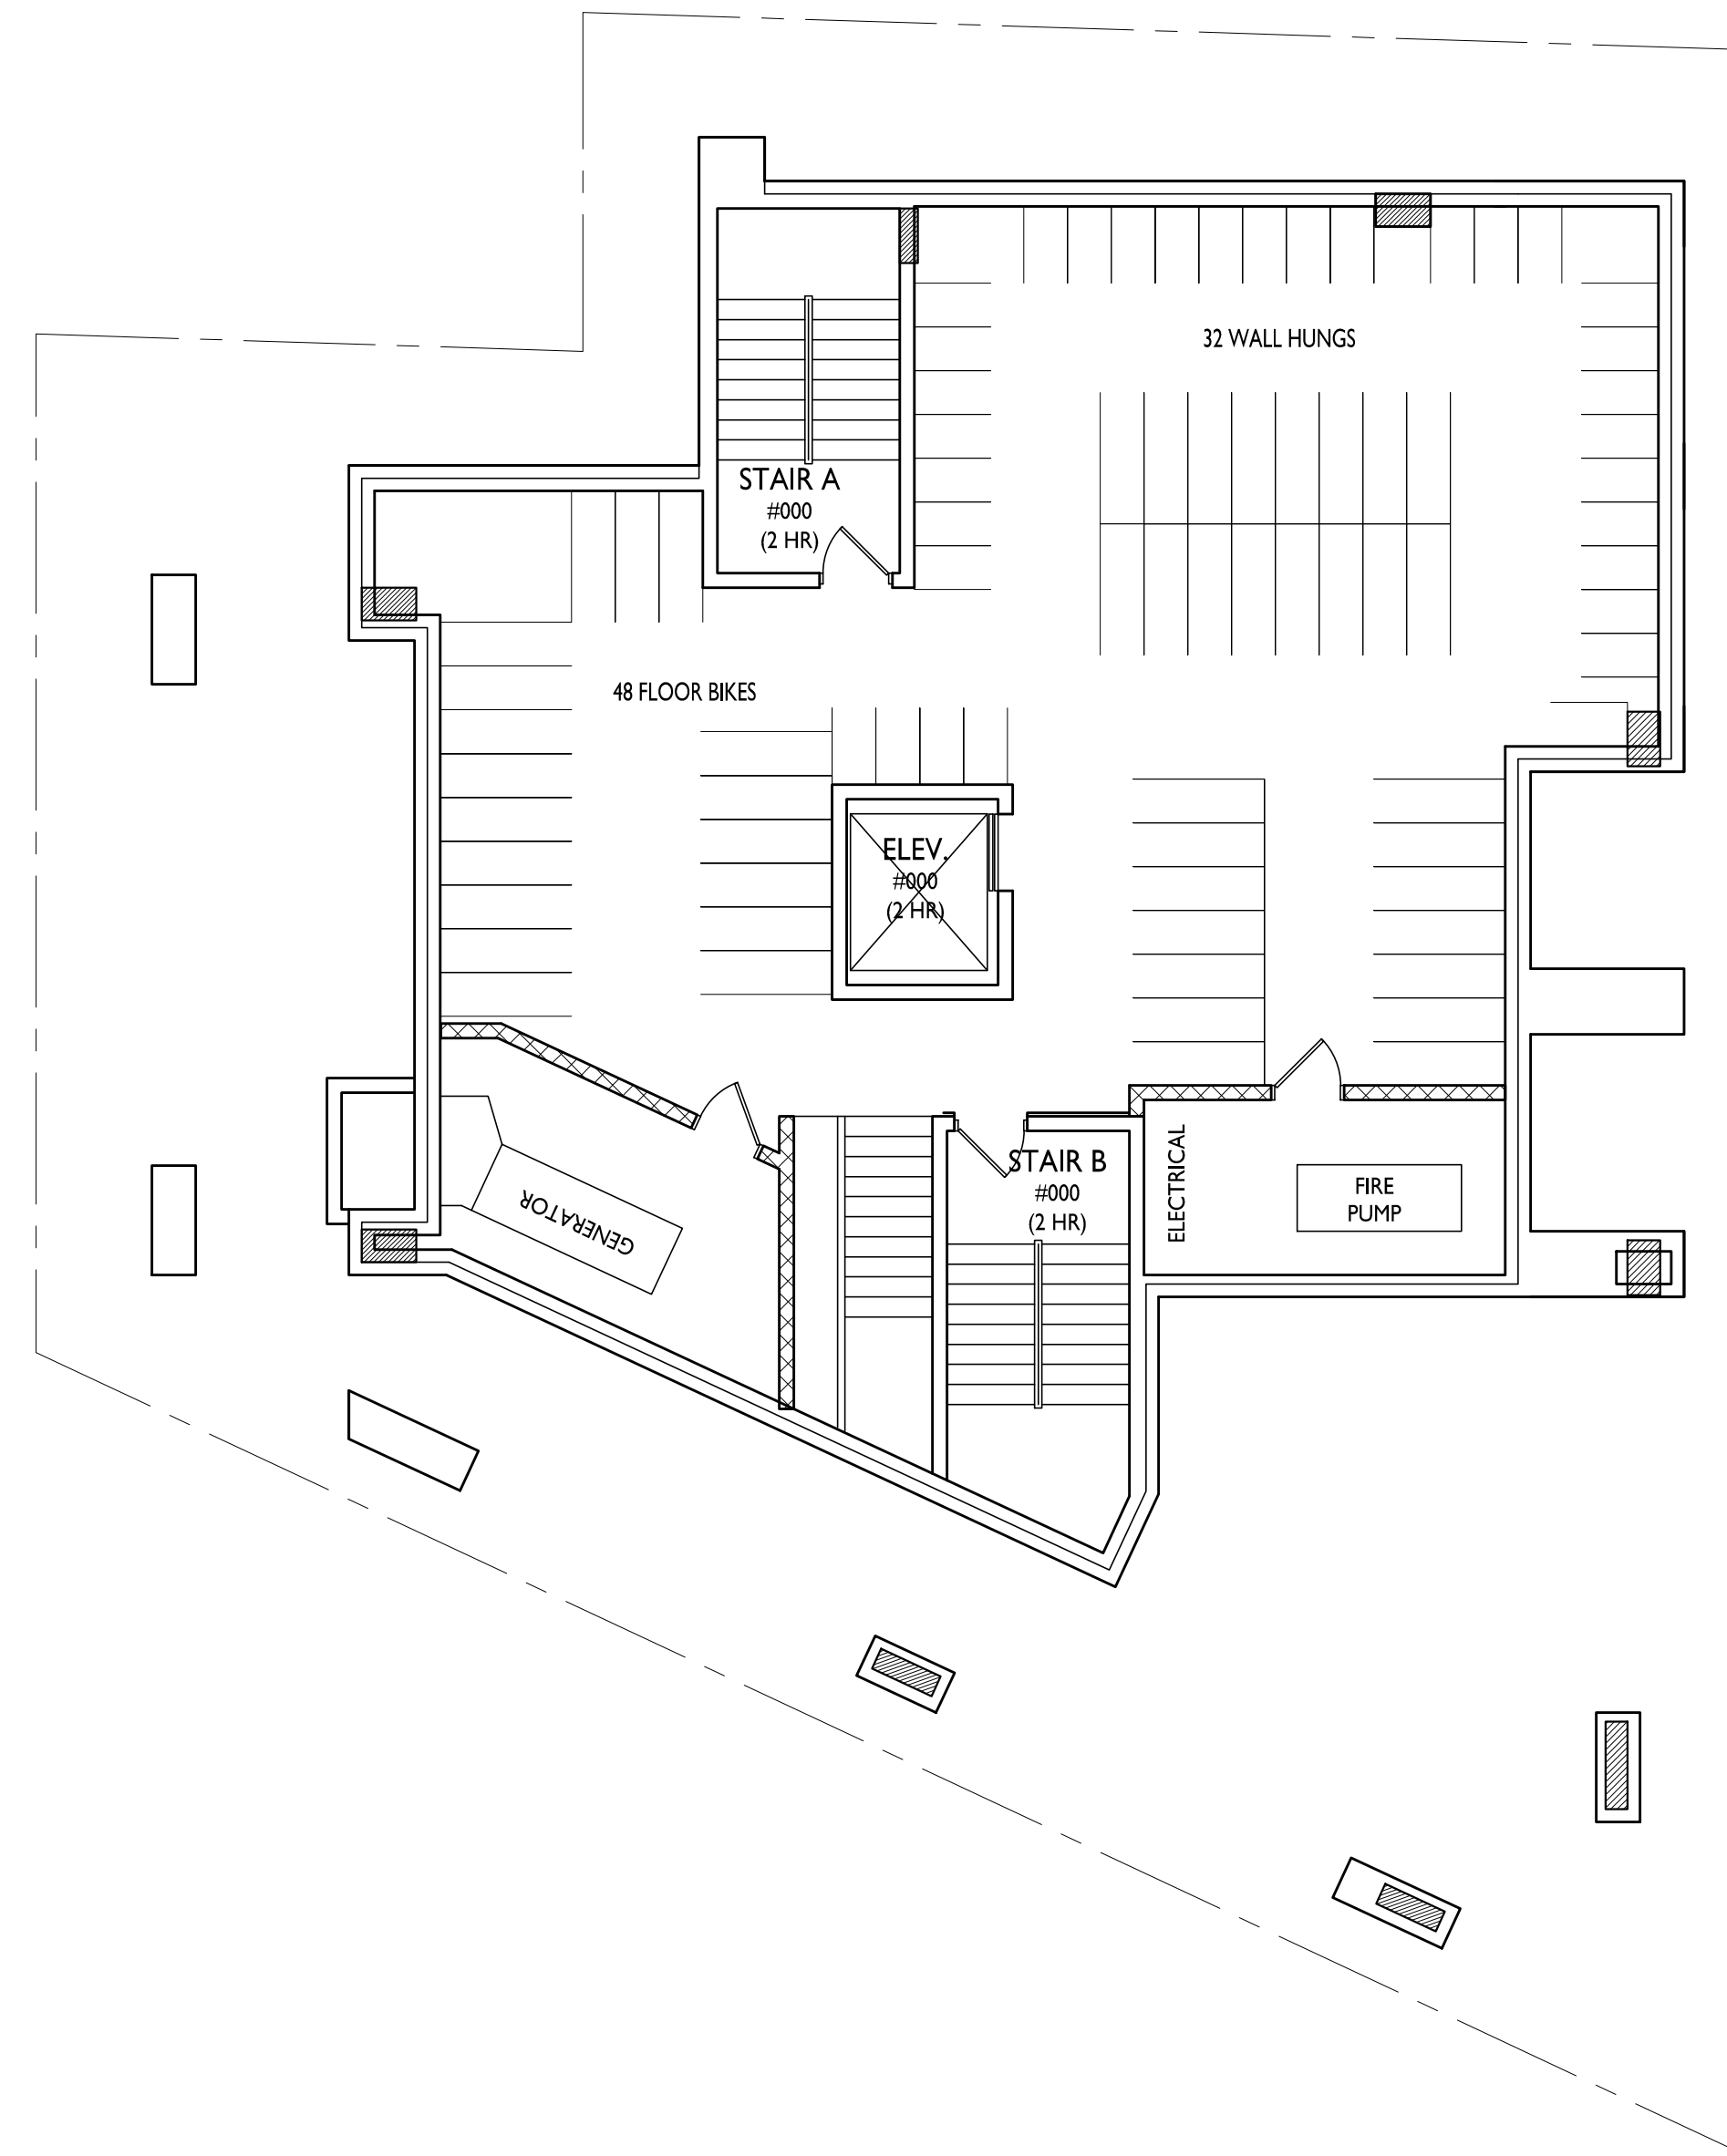 32 WALL HUNGS
STAIR A
#000
(2 HR)
48 FLOOR BIKES
ELEV.
#000
(2 HR)
STAIR B
#000
(2 HR)
ELECTRICAL
FIRE
PUMP
GENERATOR